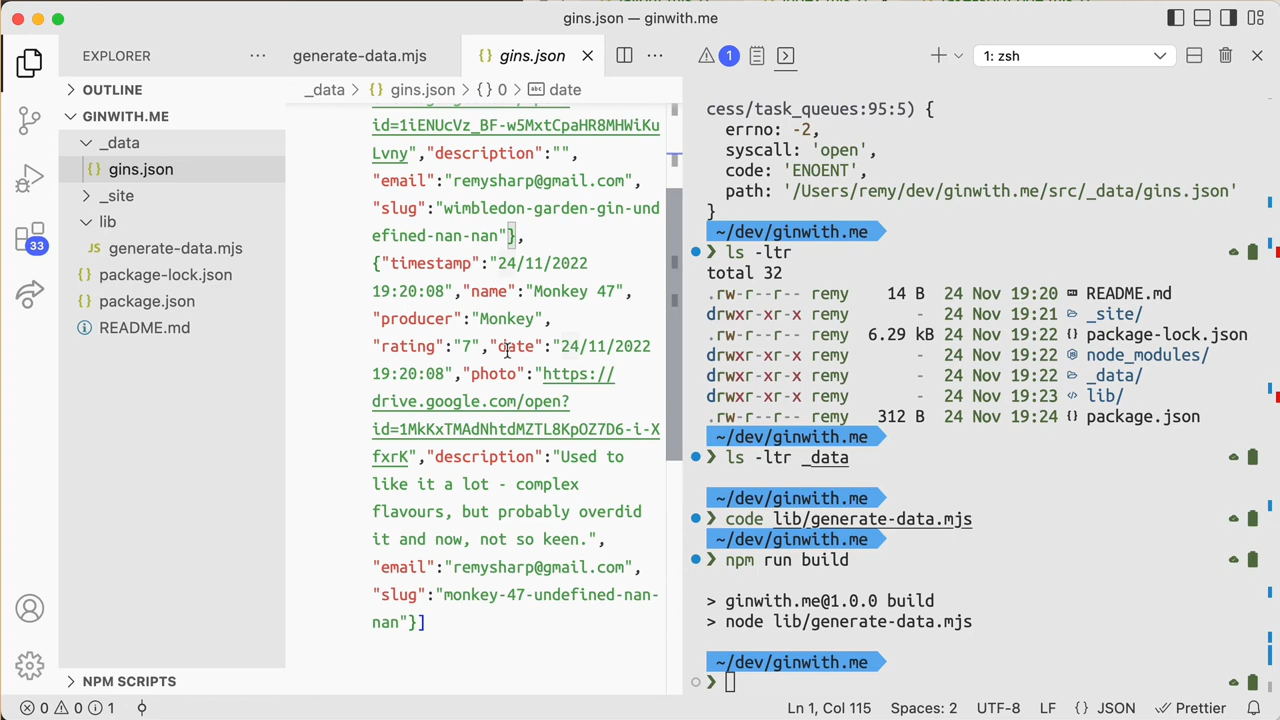 gins.json — ginwith.me
EXPLORER
generate-data.mjs
{} gins.json
1
1: zsh
OUTLINE
GINWITH.ME
_data
{} gins.json
_site
lib
JS generate-data.mjs
{} package-lock.json
{} package.json
README.md
33
NPM SCRIPTS
_data > {} gins.json > {} 0 > abc date
id=1iENUcVz_BF-w5MxtCpaHR8MHWiKu
Lvny","description":"",
"email":"remysharp@gmail.com",
"slug":"wimbledon-garden-gin-und
efined-nan-nan"},
{"timestamp":"24/11/2022
19:20:08","name":"Monkey 47",
"producer":"Monkey",
"rating":"7","date":"24/11/2022
19:20:08","photo":"https://
drive.google.com/open?
id=1MkKxTMAdNhtdMZTL8KpOZ7D6-i-X
fxrK","description":"Used to
like it a lot - complex
flavours, but probably overdid
it and now, not so keen.",
"email":"remysharp@gmail.com",
"slug":"monkey-47-undefined-nan-
nan"}]
cess/task_queues:95:5) {
errno: -2,
syscall: 'open',
code: 'ENOENT',
path: '/Users/remy/dev/ginwith.me/src/_data/gins.json'
}
~/dev/ginwith.me
❯ ls -ltr
total 32
.rw-r--r-- remy 14 B 24 Nov 19:20 README.md
drwxr-xr-x remy - 24 Nov 19:21 _site/
.rw-r--r-- remy 6.29 kB 24 Nov 19:22 {} package-lock.json
drwxr-xr-x remy - 24 Nov 19:22 node_modules/
drwxr-xr-x remy - 24 Nov 19:22 _data/
drwxr-xr-x remy - 24 Nov 19:23 lib/
.rw-r--r-- remy 312 B 24 Nov 19:24 {} package.json
~/dev/ginwith.me
❯ ls -ltr _data
~/dev/ginwith.me
❯ code lib/generate-data.mjs
~/dev/ginwith.me
❯ npm run build
> ginwith.me@1.0.0 build
> node lib/generate-data.mjs
~/dev/ginwith.me
❯
0 0 1
Ln 1, Col 115
Spaces: 2
UTF-8
LF
{} JSON
Prettier